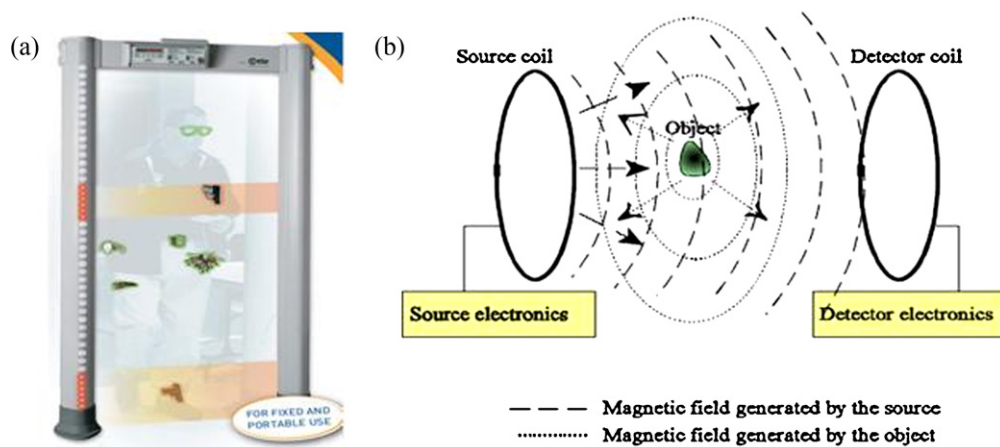 (a)
FOR FIXED AND
PORTABLE USE
(b)
Source coil
Detector coil
Object
Source electronics
Detector electronics
Magnetic field generated by the source
Magnetic field generated by the object